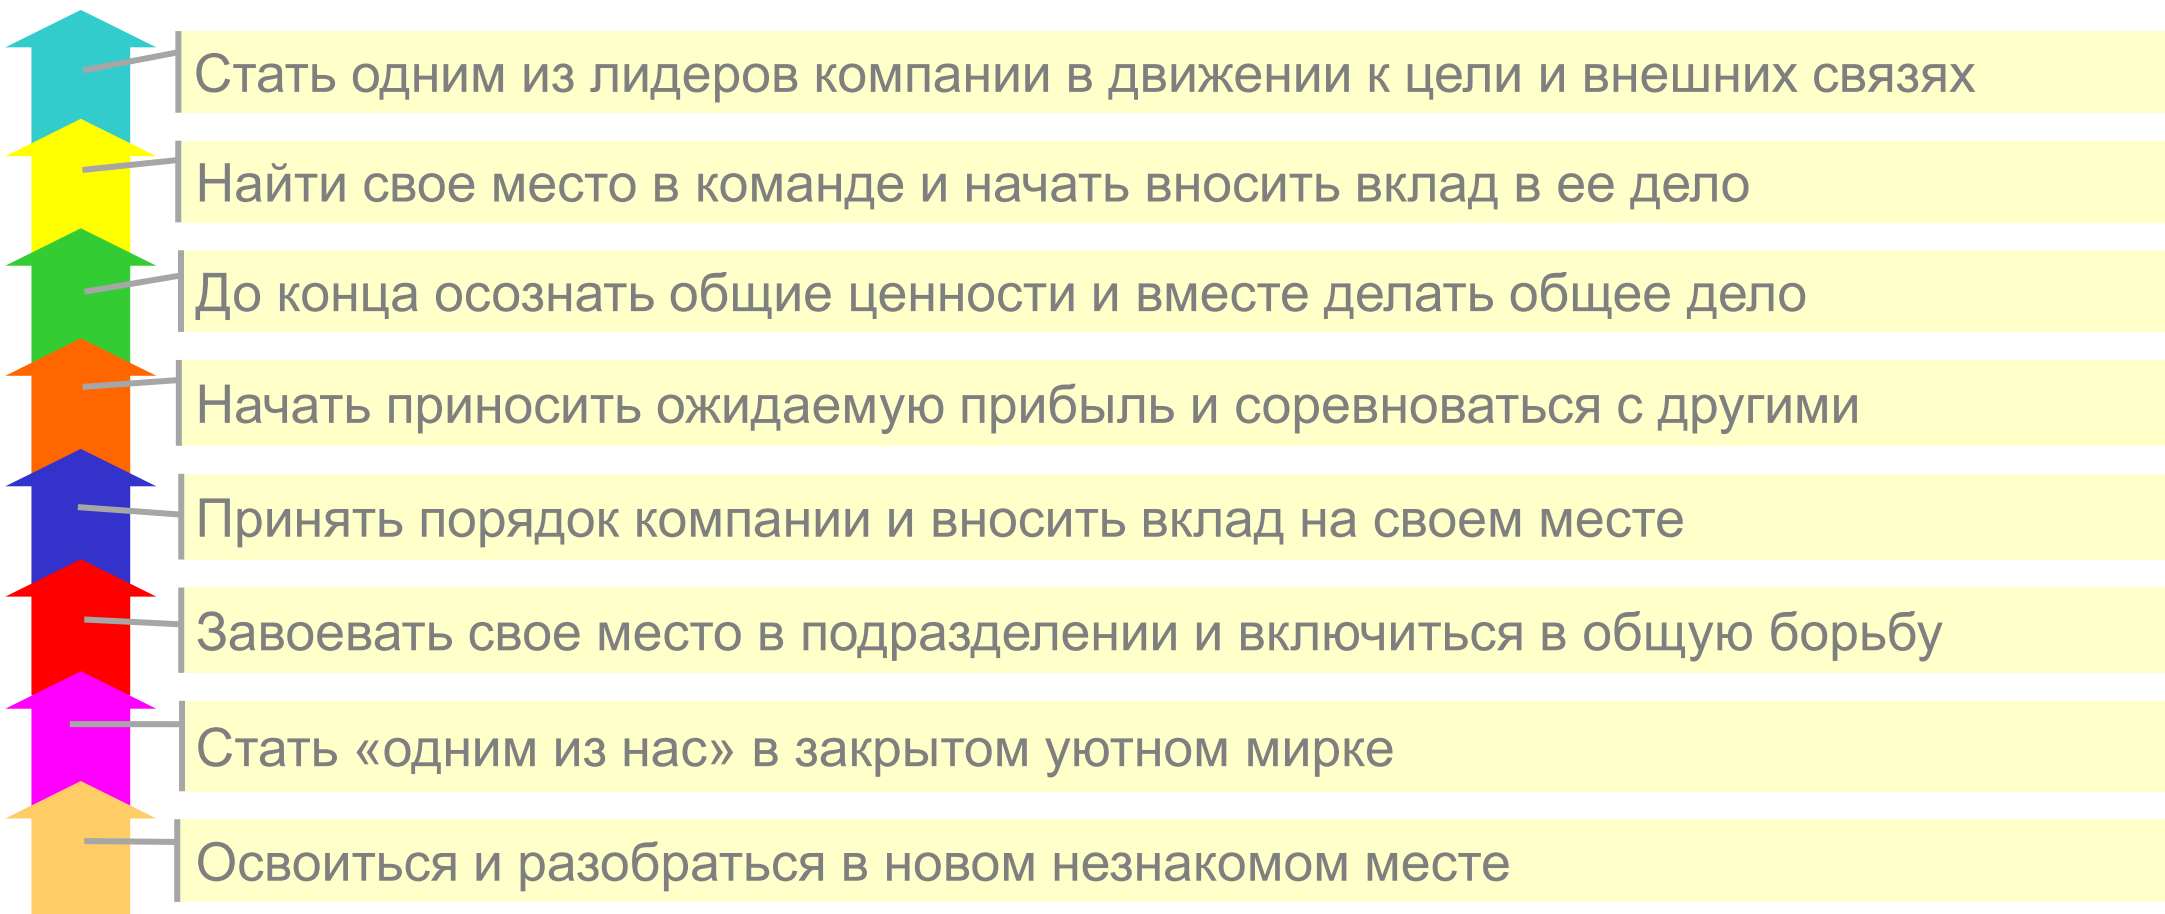 Стать одним из лидеров компании в движении к цели и внешних связях
Найти свое место в команде и начать вносить вклад в ее дело
До конца осознать общие ценности и вместе делать общее дело
Начать приносить ожидаемую прибыль и соревноваться с другими
Принять порядок компании и вносить вклад на своем месте
Завоевать свое место в подразделении и включиться в общую борьбу
Стать «одним из нас» в закрытом уютном мирке
Освоиться и разобраться в новом незнакомом месте